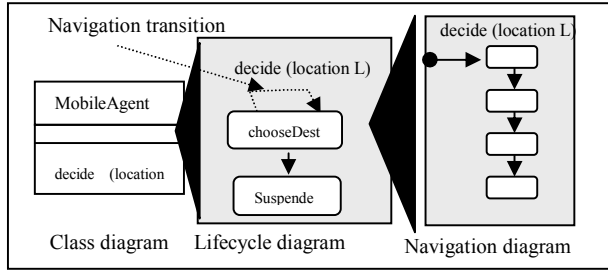 Navigation transition
MobileAgent
decide (location
Class diagram
decide (location L)
chooseDest
Suspende
Lifecycle diagram
decide (location L)
Navigation diagram